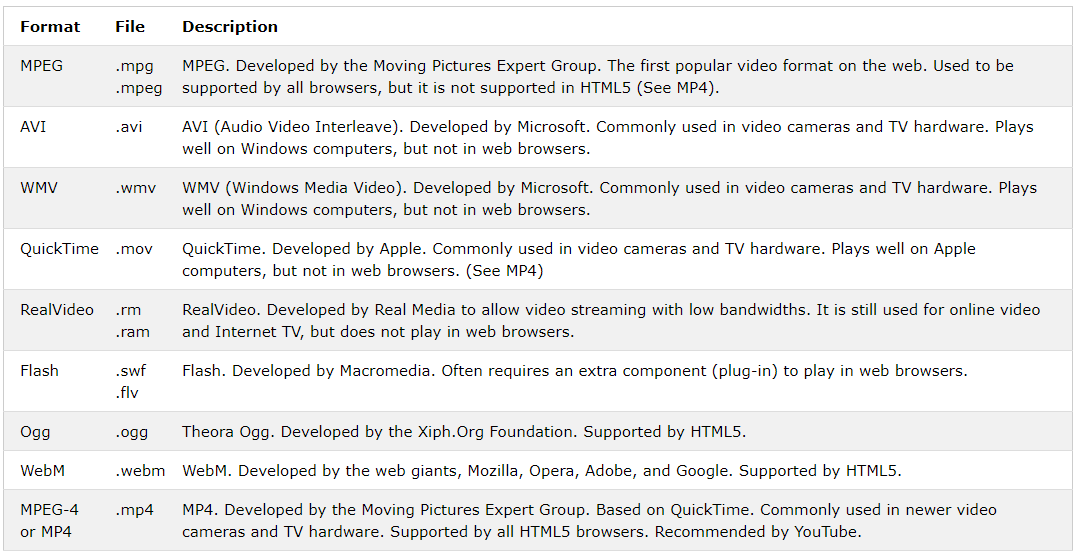 Format File Description
MPEG .mpg MPEG. Developed by the Moving Pictures Expert Group. The first popular video format on the web. Used to be
.mpeg supported by all browsers, but it is not supported in HTML5 (See MP4).
AVI .avi AVI (Audio Video Interleave). Developed by Microsoft. Commonly used in video cameras and TV hardware. Plays
well on Windows computers, but not in web browsers.
WMV .wmv WMV (Windows Media Video). Developed by Microsoft. Commonly used in video cameras and TV hardware. Plays
well on Windows computers, but not in web browsers.
QuickTime .mov QuickTime. Developed by Apple. Commonly used in video cameras and TV hardware. Plays well on Apple
computers, but not in web browsers. (See MP4)
RealVideo .rm RealVideo. Developed by Real Media to allow video streaming with low bandwidths. It is still used for online video
.ram and Internet TV, but does not play in web browsers.
Flash .swf Flash. Developed by Macromedia. Often requires an extra component (plug-in) to play in web browsers.
.flv
Ogg .ogg Theora Ogg. Developed by the Xiph.Org Foundation. Supported by HTML5.
WebM .webm WebM. Developed by the web giants, Mozilla, Opera, Adobe, and Google. Supported by HTML5.
MPEG-4 .mp4 MP4. Developed by the Moving Pictures Expert Group. Based on QuickTime. Commonly used in newer video
or MP4 cameras and TV hardware. Supported by all HTML5 browsers. Recommended by YouTube.